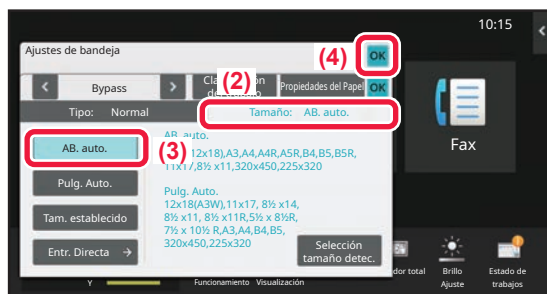 10:15
Ajustes de bandeja
(4)
OK
Bypass
(2)
Propiedades del Papel
OK
Tipo: Normal
Tamaño: AB. auto.
AB. auto.
(3)
AB. auto.
12x18),A3,A4,A4R,A5R,B4,B5,B5R,
11x17,8½ x11,320x450,225x320
Pulg. Auto.
Pulg. Auto.
12x18(A3W),11x17, 8½ x14,
8½ x11, 8½ x11R,5½ x 8½R,
7½ x 10½ R,A3,A4,B4,B5,
320x450,225x320
Tam. establecido
Entr. Directa →
Selección
tamaño detec.
Fax
Y
Funcionamiento Visualización
dor total
Brillo
Ajuste
Estado de
trabajos